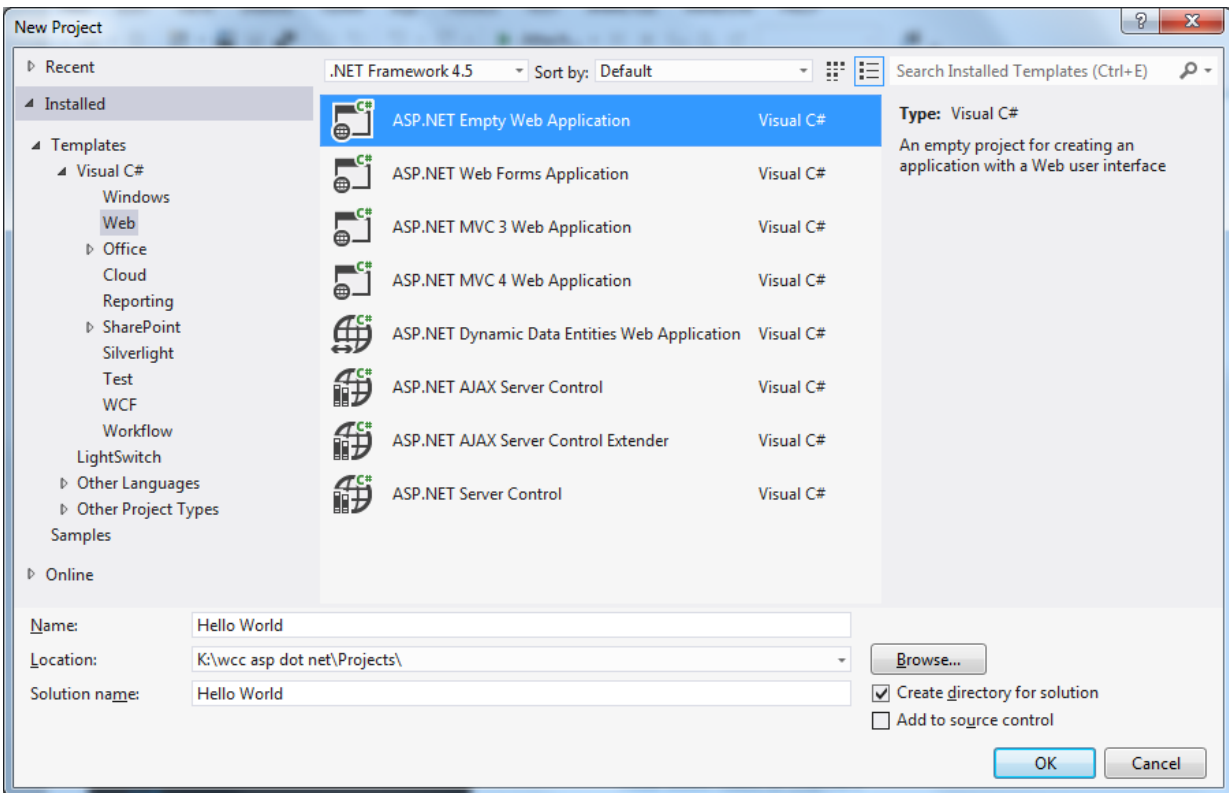 New Project
Recent
Installed
Templates
Visual C#
Windows
Web
Office
Cloud
Reporting
SharePoint
Silverlight
Test
WCF
Workflow
LightSwitch
Other Languages
Other Project Types
Samples
Online
.NET Framework 4.5 Sort by: Default
ASP.NET Empty Web Application Visual C#
ASP.NET Web Forms Application Visual C#
ASP.NET MVC 3 Web Application Visual C#
ASP.NET MVC 4 Web Application Visual C#
ASP.NET Dynamic Data Entities Web Application Visual C#
ASP.NET AJAX Server Control Visual C#
ASP.NET AJAX Server Control Extender Visual C#
ASP.NET Server Control Visual C#
Search Installed Templates (Ctrl+E)
Type: Visual C#
An empty project for creating an
application with a Web user interface
Name: Hello World
Location: K:\wcc asp dot net\Projects\
Browse...
Solution name: Hello World
Create directory for solution
Add to source control
OK Cancel